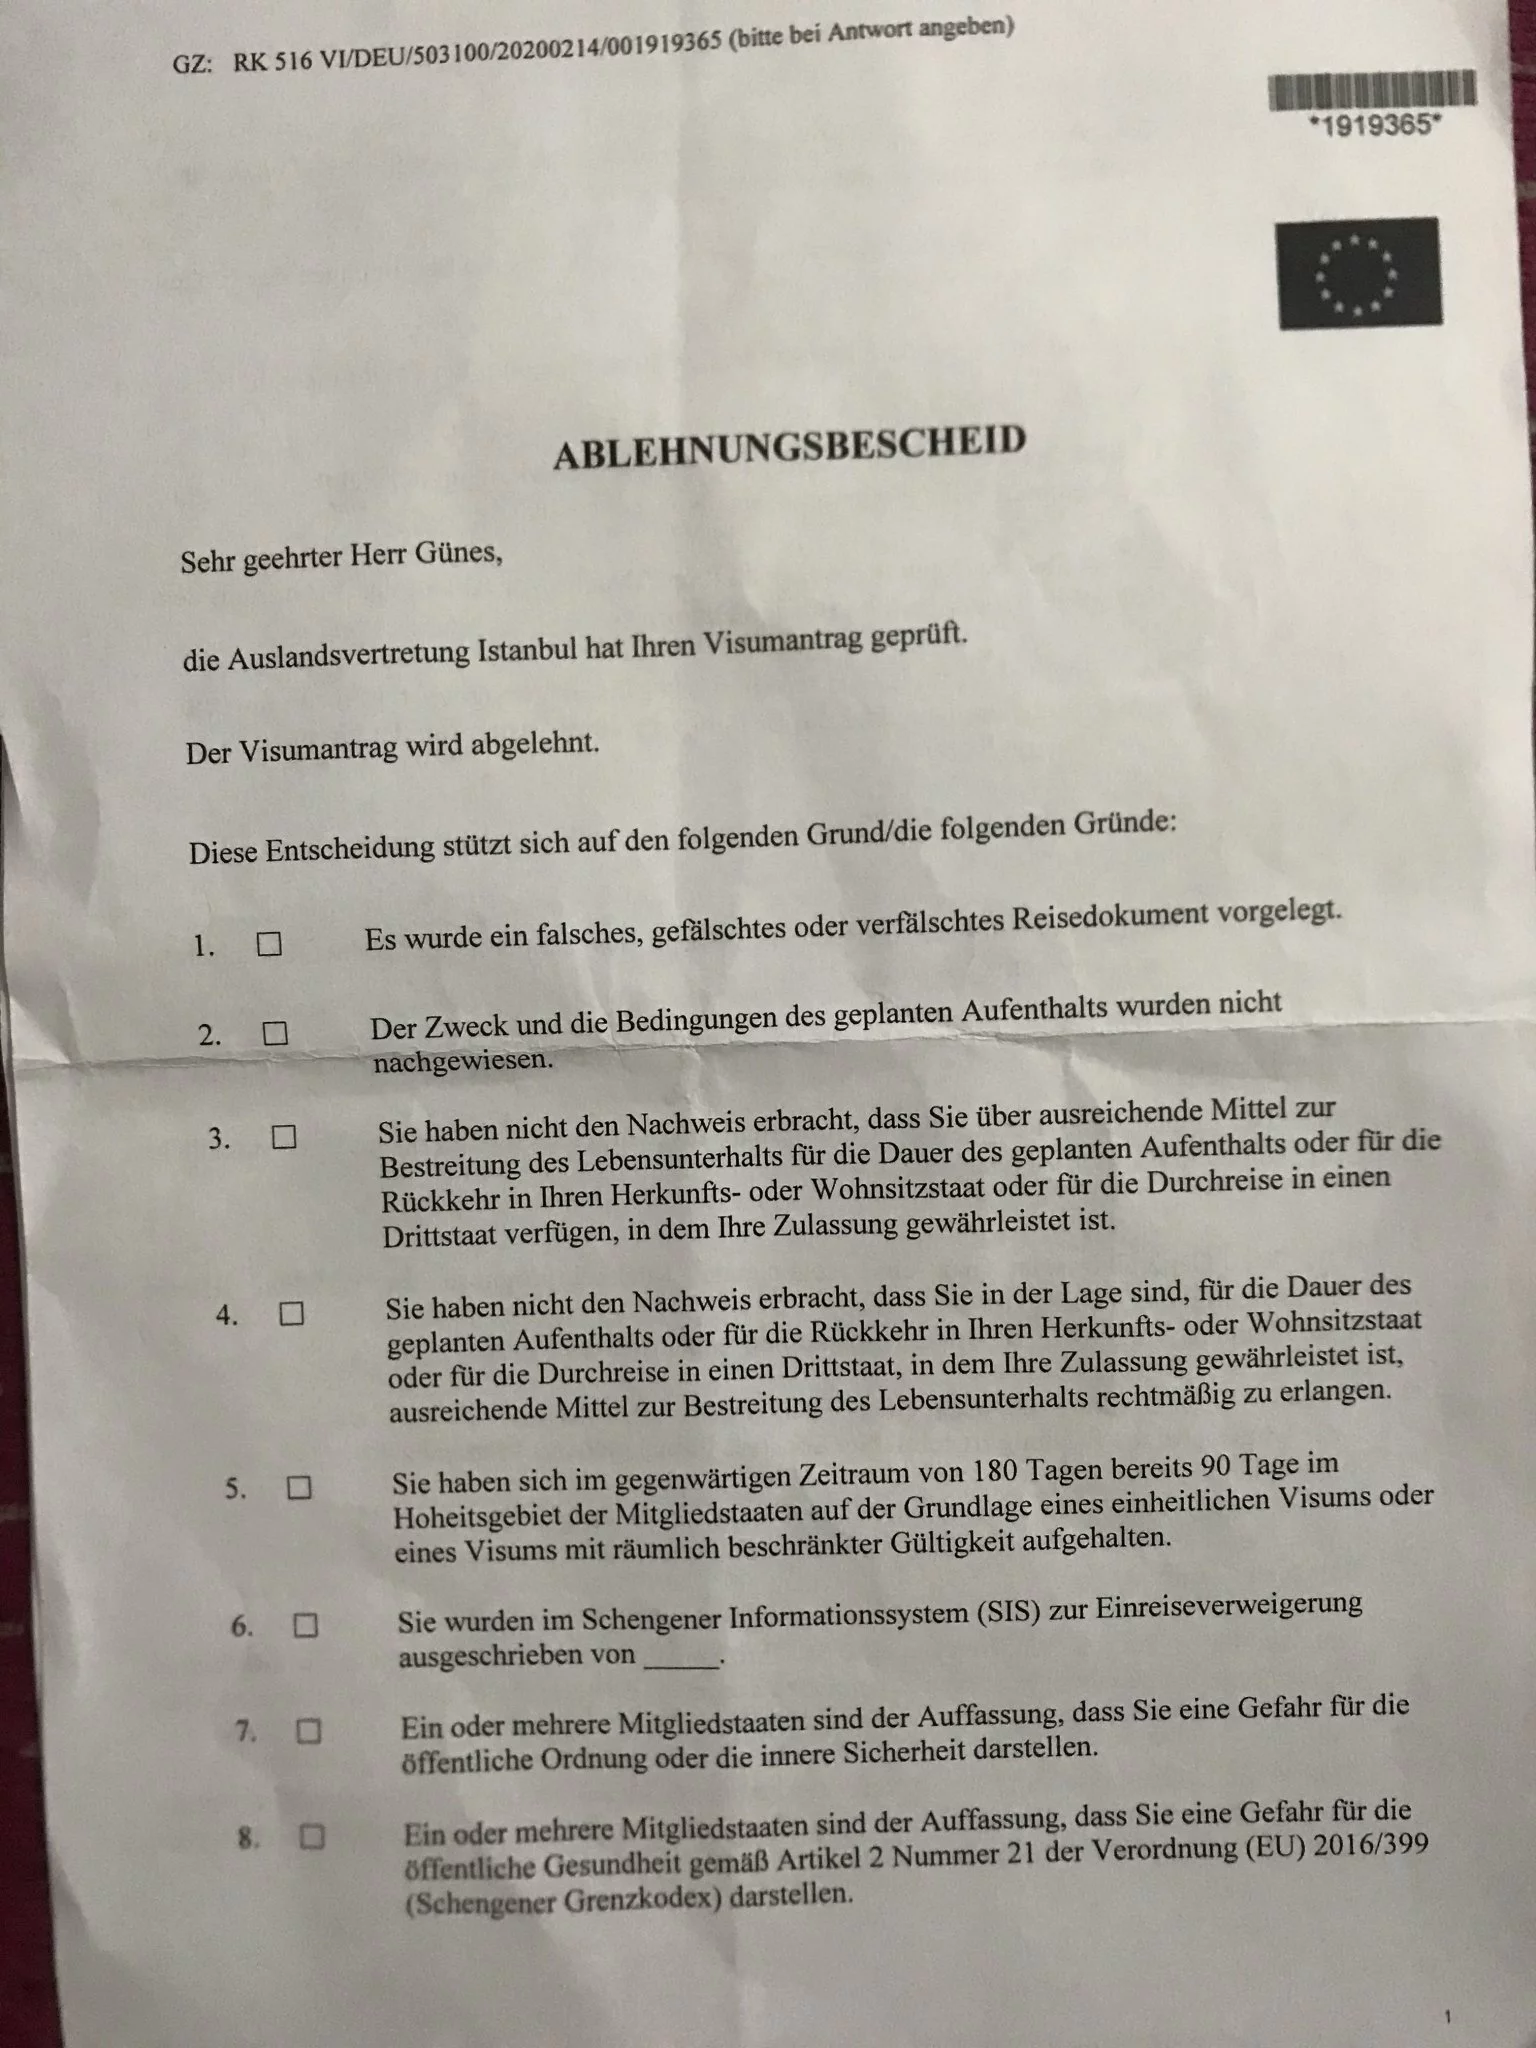 GZ: RK 516 VI/DEU/503100/20200214/001919365 (bitte bei Antwort angeben)
*1919365*
ABLEHNUNGSBESCHEID
Sehr geehrter Herr Günes,
die Auslandsvertretung Istanbul hat Ihren Visumantrag geprüft.
Der Visumantrag wird abgelehnt.
Diese Entscheidung stützt sich auf den folgenden Grund/die folgenden Gründe:
1. ☐ Es wurde ein falsches, gefälschtes oder verfälschtes Reisedokument vorgelegt.
2. ☐ Der Zweck und die Bedingungen des geplanten Aufenthalts wurden nicht
nachgewiesen.
3. ☐ Sie haben nicht den Nachweis erbracht, dass Sie über ausreichende Mittel zur
Bestreitung des Lebensunterhalts für die Dauer des geplanten Aufenthalts oder für die
Rückkehr in Ihren Herkunfts- oder Wohnsitzstaat oder für die Durchreise in einen
Drittstaat verfügen, in dem Ihre Zulassung gewährleistet ist.
4. ☐ Sie haben nicht den Nachweis erbracht, dass Sie in der Lage sind, für die Dauer des
geplanten Aufenthalts oder für die Rückkehr in Ihren Herkunfts- oder Wohnsitzstaat
oder für die Durchreise in einen Drittstaat, in dem Ihre Zulassung gewährleistet ist,
ausreichende Mittel zur Bestreitung des Lebensunterhalts rechtmäßig zu erlangen.
5. ☐ Sie haben sich im gegenwärtigen Zeitraum von 180 Tagen bereits 90 Tage im
Hoheitsgebiet der Mitgliedstaaten auf der Grundlage eines einheitlichen Visums oder
eines Visums mit räumlich beschränkter Gültigkeit aufgehalten.
6. ☐ Sie wurden im Schengener Informationssystem (SIS) zur Einreiseverweigerung
ausgeschrieben von _____.
7. ☐ Ein oder mehrere Mitgliedstaaten sind der Auffassung, dass Sie eine Gefahr für die
öffentliche Ordnung oder die innere Sicherheit darstellen.
8. ☐ Ein oder mehrere Mitgliedstaaten sind der Auffassung, dass Sie eine Gefahr für die
öffentliche Gesundheit gemäß Artikel 2 Nummer 21 der Verordnung (EU) 2016/399
(Schengener Grenzkodex) darstellen.
1